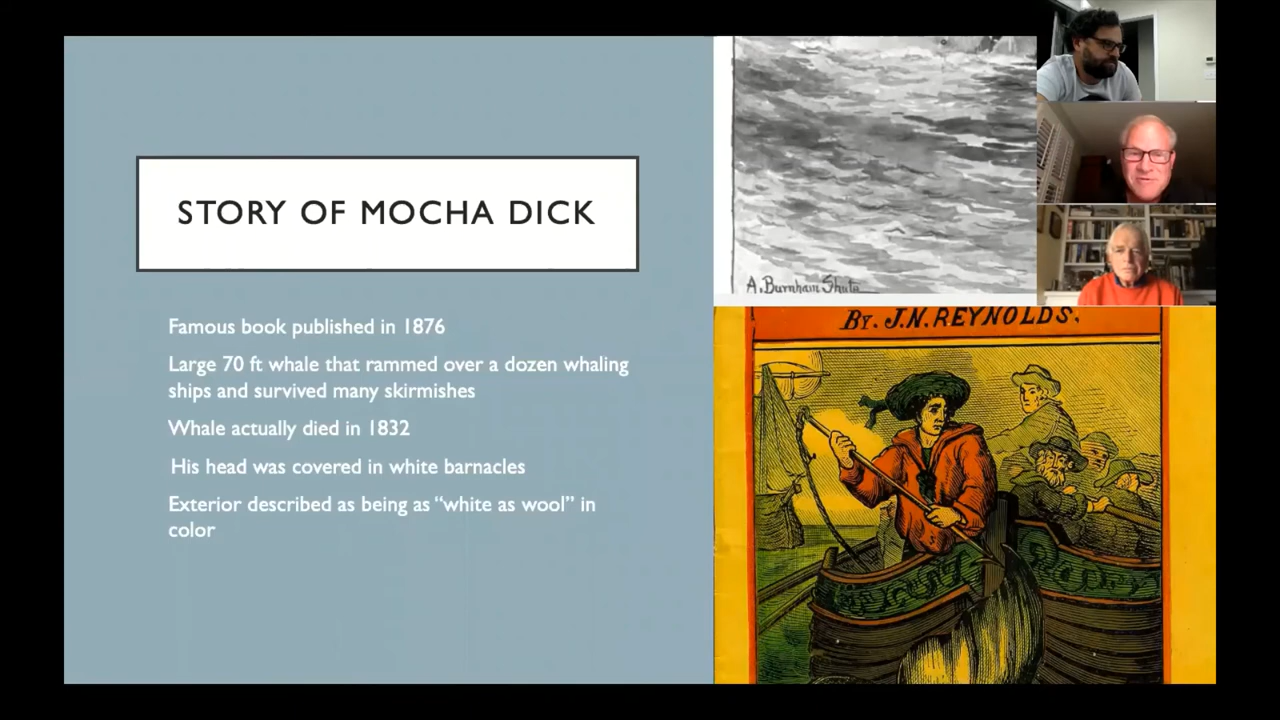 STORY OF MOCHA DICK
Famous book published in 1876
Large 70 ft whale that rammed over a dozen whaling
ships and survived many skirmishes
Whale actually died in 1832
His head was covered in white barnacles
Exterior described as being as “white as wool” in
color
A. Burnham Shute
BY. J.N. REYNOLDS.